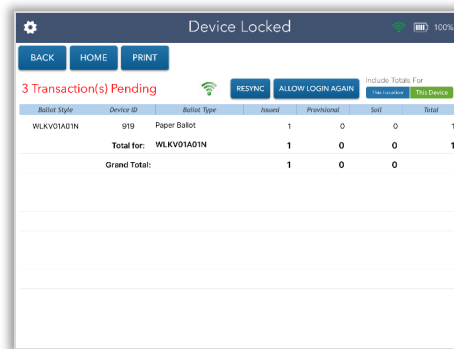 Device Locked 100%
BACK HOME PRINT
3 Transaction(s) Pending RESYNC ALLOW LOGIN AGAIN Include Totals For This Location This Device
Ballot Style Device ID Ballot Type Issued Provisional Soil Total
WLKV01A01N 919 Paper Ballot 1 0 0 1
Total for: WLKV01A01N 1 0 0 1
Grand Total: 1 0 0